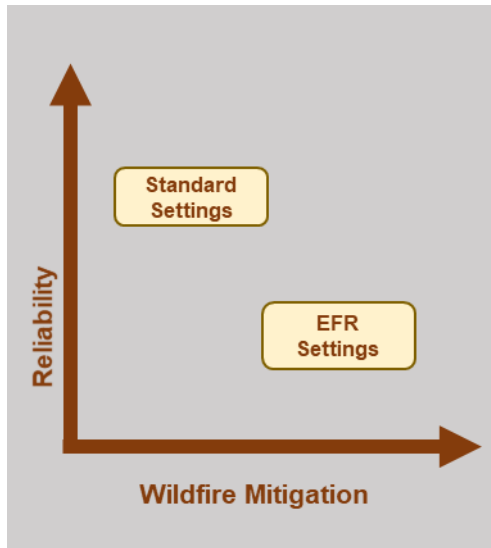 Standard
Settings
EFR
Settings
Reliability
Wildfire Mitigation